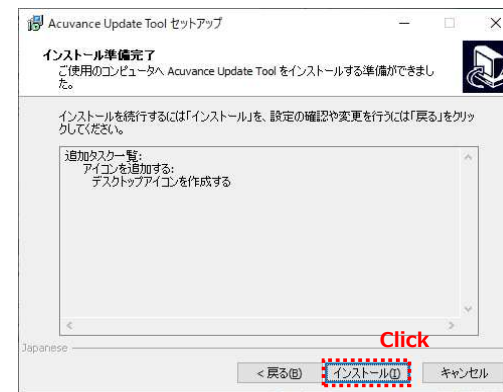 Acuvance Update Tool セットアップ
インストール準備完了
ご使用のコンピュータへ Acuvance Update Tool をインストールする準備ができまし
た。
インストールを続行するには「インストール」を、設定の確認や変更を行うには「戻る」をクリッ
クしてください。
追加タスク一覧:
アイコンを追加する:
デスクトップアイコンを作成する
Click
Japanese
< 戻る(B)
インストール(I)
キャンセル